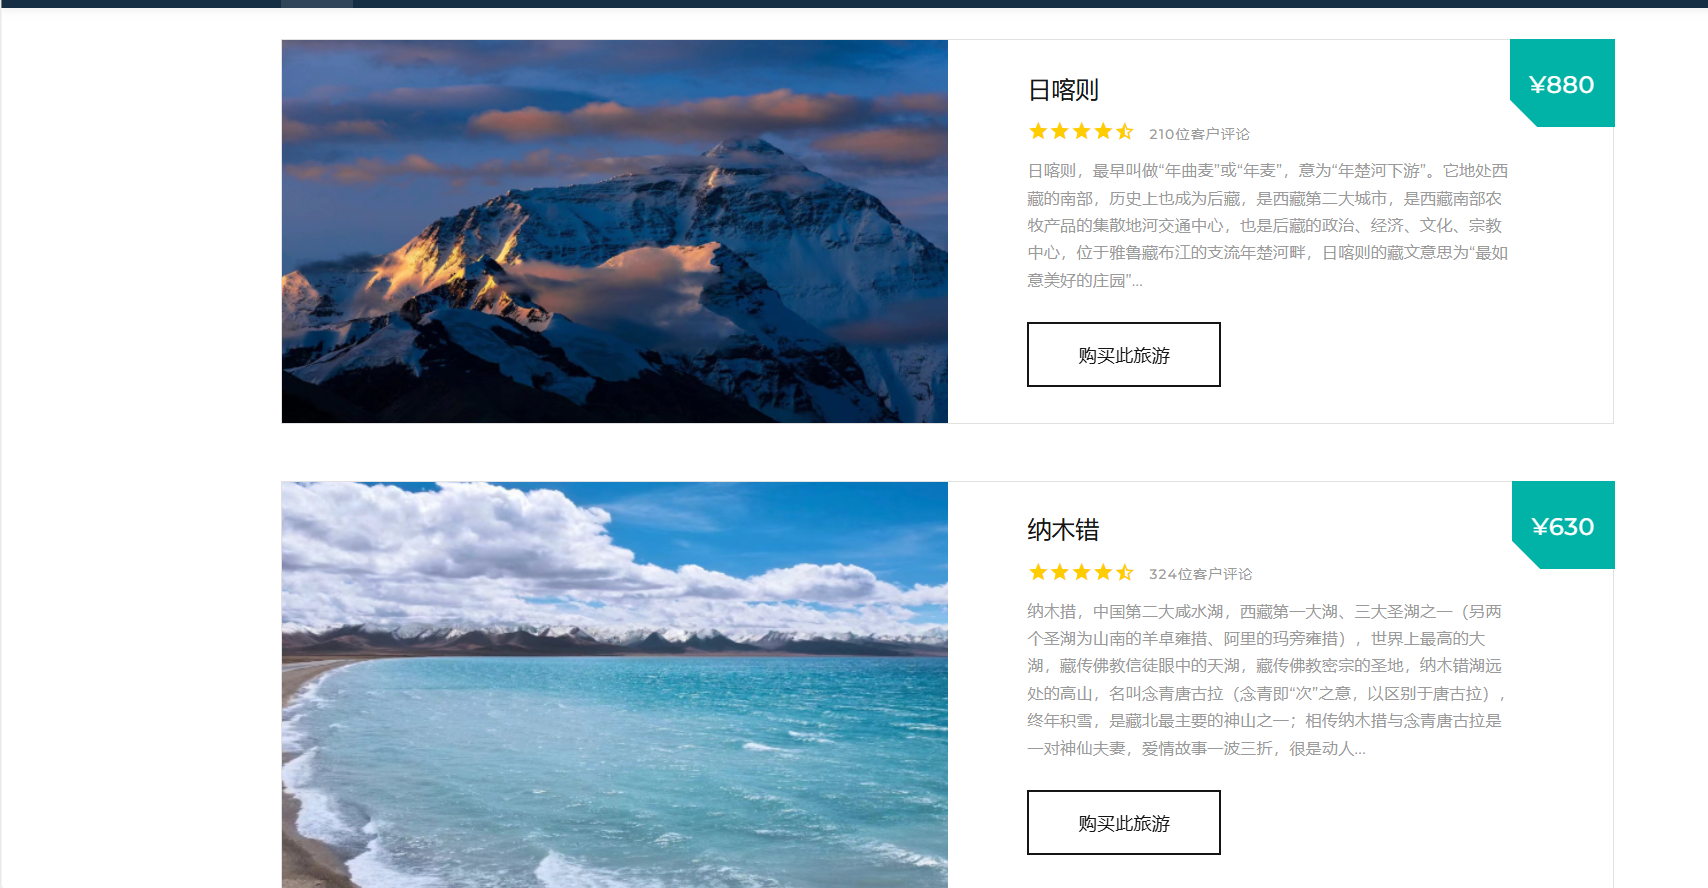 日喀则
¥880
210位客户评论
日喀则，最早叫做“年曲麦”或“年麦”，意为“年楚河下游”。它地处西
藏的南部，历史上也成为后藏，是西藏第二大城市，是西藏南部农
牧产品的集散地河交通中心，也是后藏的政治、经济、文化、宗教
中心，位于雅鲁藏布江的支流年楚河畔，日喀则的藏文意思为“最如
意美好的庄园”...
购买此旅游
纳木错
¥630
324位客户评论
纳木措，中国第二大咸水湖，西藏第一大湖、三大圣湖之一（另两
个圣湖为山南的羊卓雍措、阿里的玛旁雍措），世界上最高的大
湖，藏传佛教信徒眼中的天湖，藏传佛教密宗的圣地，纳木错湖远
处的高山，名叫念青唐古拉（念青即“次”之意，以区别于唐古拉），
终年积雪，是藏北最主要的神山之一；相传纳木措与念青唐古拉是
一对神仙夫妻，爱情故事一波三折，很是动人...
购买此旅游